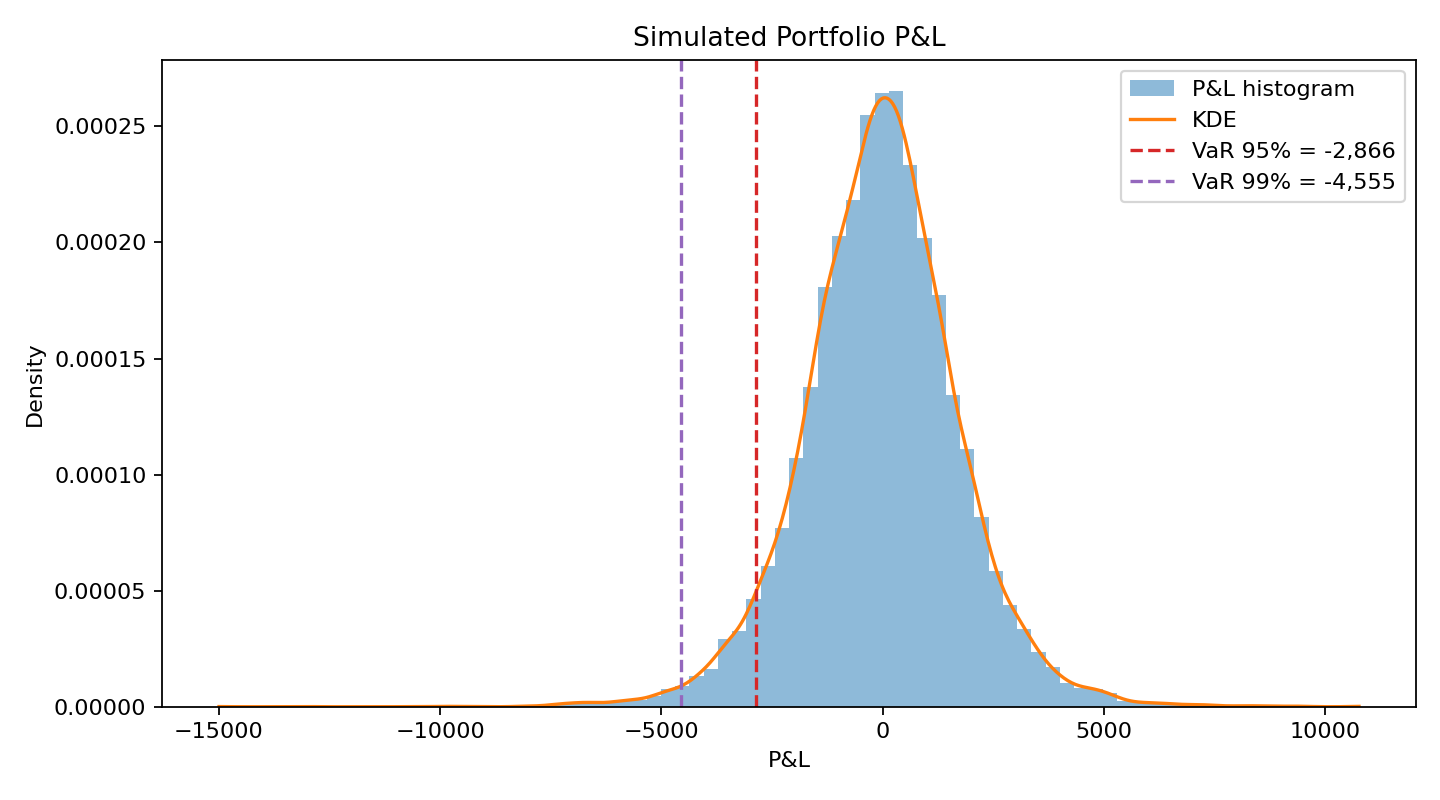 Simulated Portfolio P&L
P&L histogram
KDE
VaR 95% = -2,866
VaR 99% = -4,555
Density
0.00025
0.00020
0.00015
0.00010
0.00005
0.00000
−15000
−10000
−5000
0
5000
10000
P&L